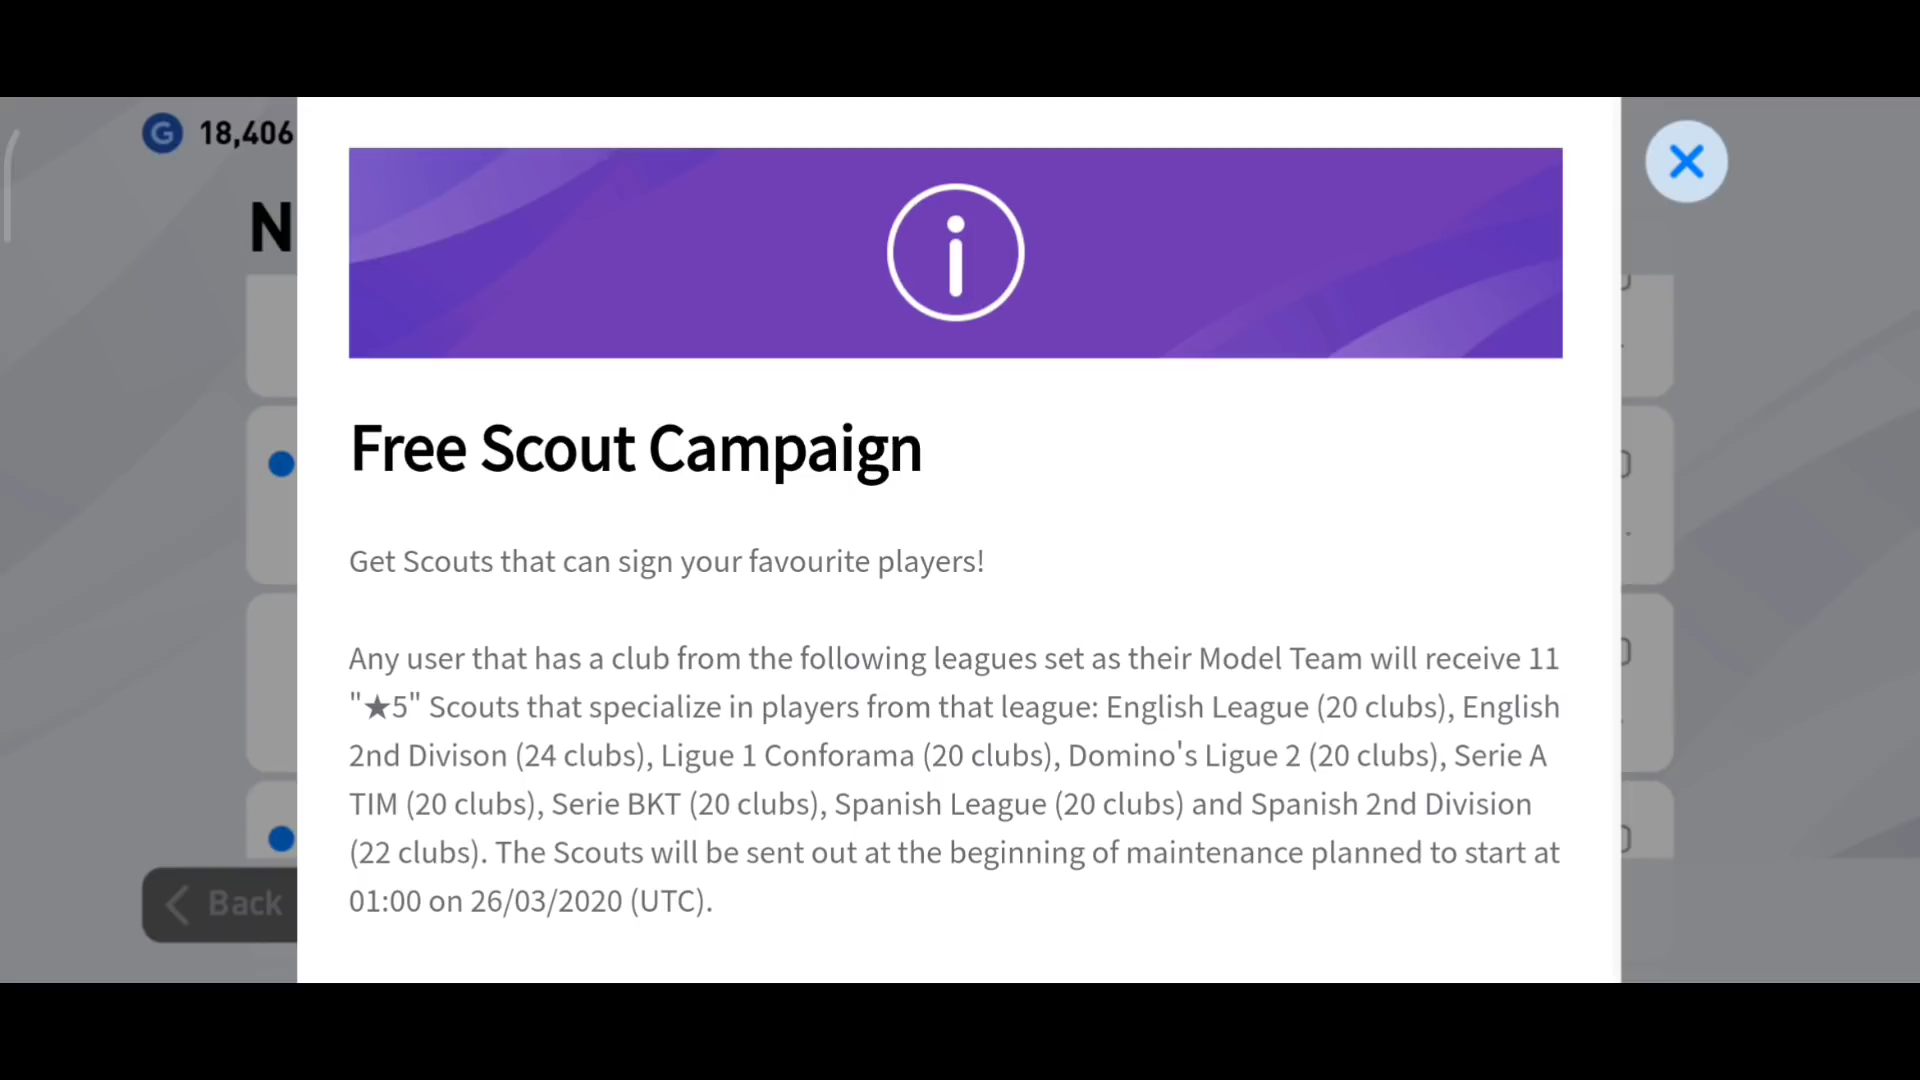 G 18,406
N
Free Scout Campaign
Get Scouts that can sign your favourite players!
Any user that has a club from the following leagues set as their Model Team will receive 11
"★5" Scouts that specialize in players from that league: English League (20 clubs), English
2nd Divison (24 clubs), Ligue 1 Conforama (20 clubs), Domino's Ligue 2 (20 clubs), Serie A
TIM (20 clubs), Serie BKT (20 clubs), Spanish League (20 clubs) and Spanish 2nd Division
(22 clubs). The Scouts will be sent out at the beginning of maintenance planned to start at
01:00 on 26/03/2020 (UTC).
Back